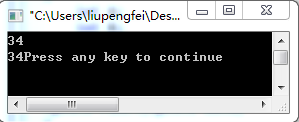 "C:\Users\liupengfei\Des...
34
34Press any key to continue